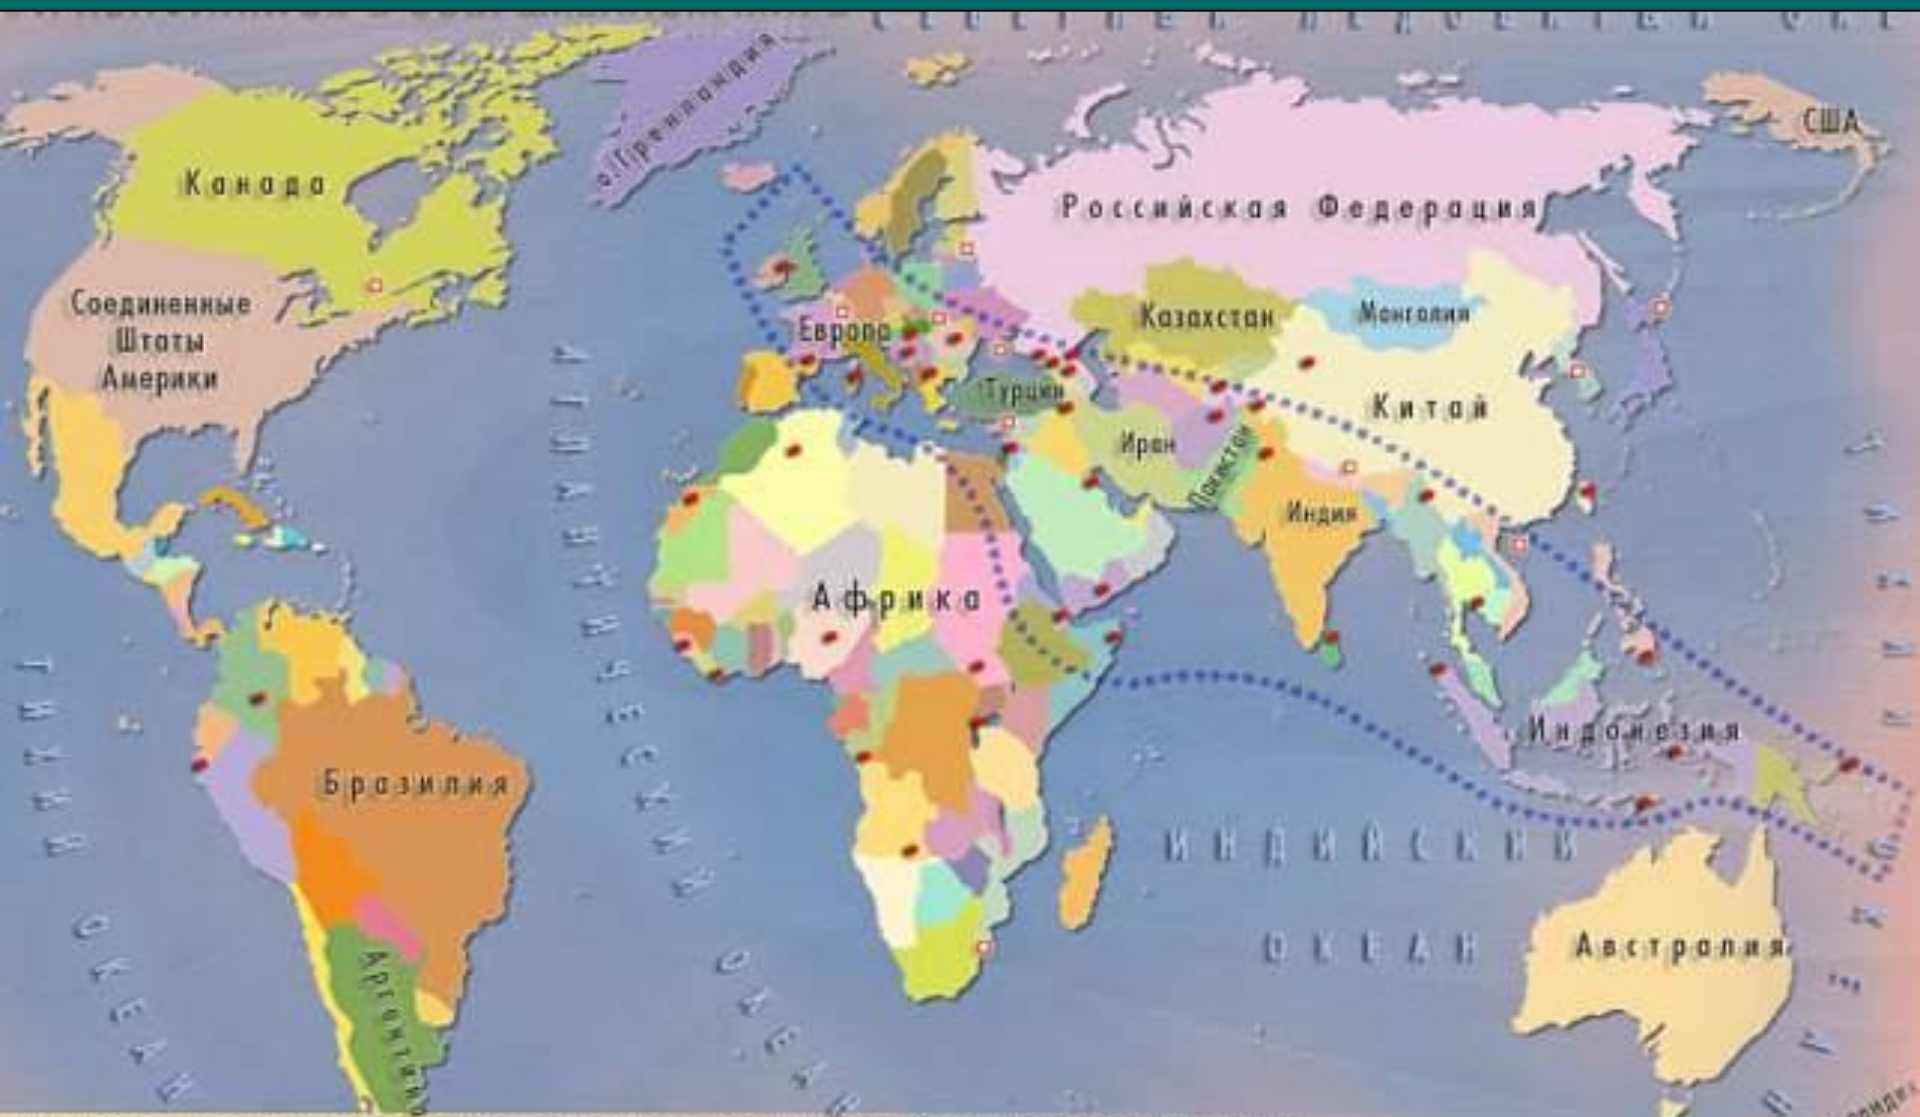 о.Гренландия
США
Канада
Российская Федерация
Соединенные
Штаты
Америки
Казахстан
Монголия
Европа
Турция
Китай
Иран
Пакистан
Индия
Африка
Индонезия
Бразилия
Аргентина
Австралия
АТЛАНТИЧЕСКИЙ ОКЕАН
ТИХИЙ ОКЕАН
ИНДИЙСКИЙ
ОКЕАН